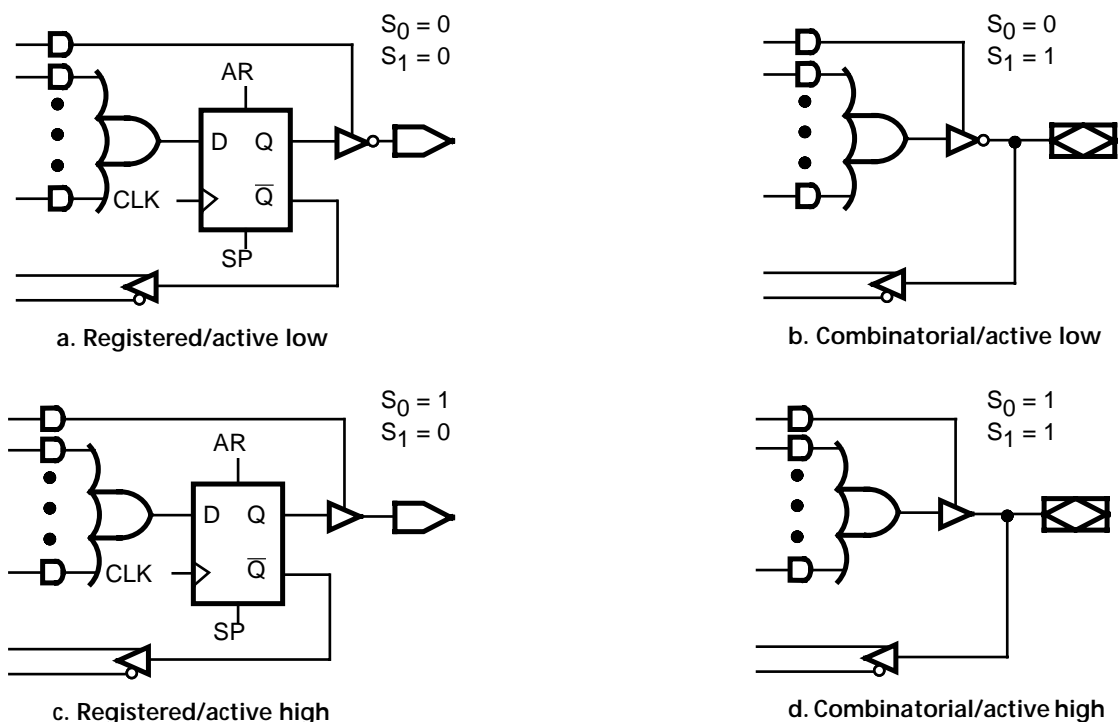 S0 = 0
S1 = 0
AR
D Q
CLK Q̅
SP
a. Registered/active low
S0 = 0
S1 = 1
b. Combinatorial/active low
S0 = 1
S1 = 0
AR
D Q
CLK Q̅
SP
c. Registered/active high
S0 = 1
S1 = 1
d. Combinatorial/active high